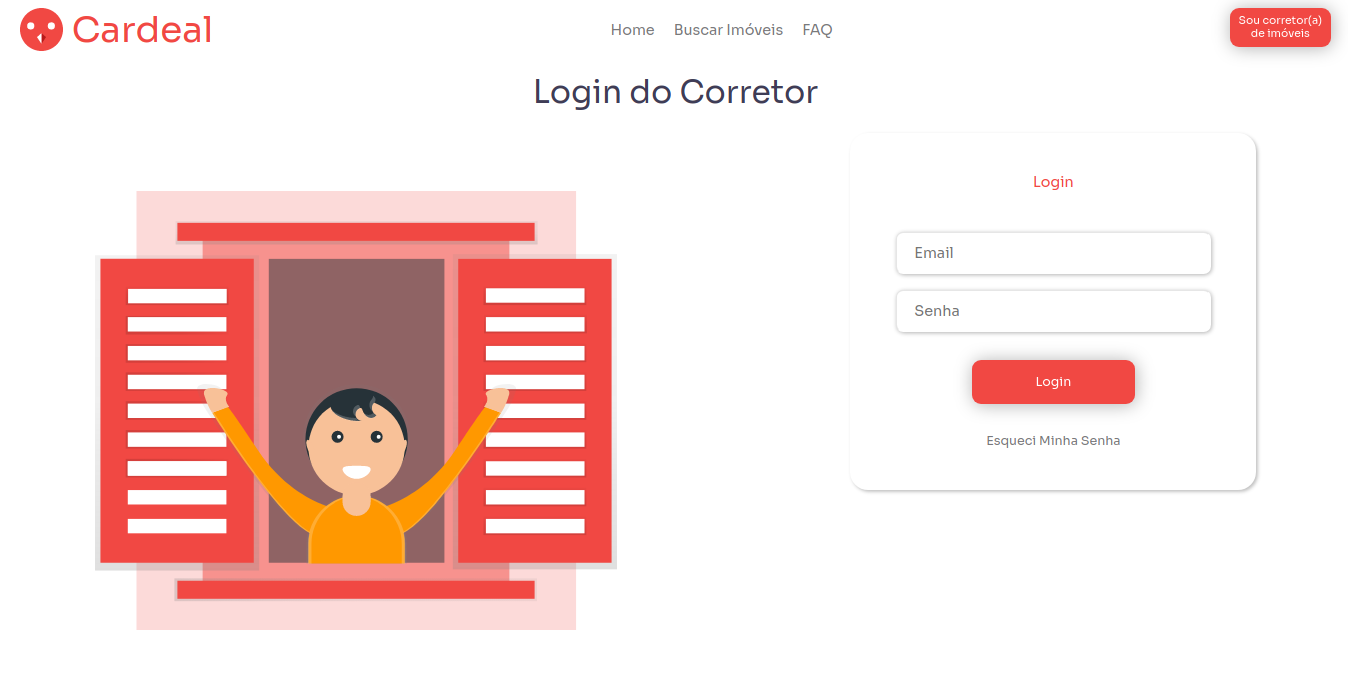 Cardeal
Home Buscar Imóveis FAQ
Sou corretor(a)
de imóveis
Login do Corretor
Login
Email
Senha
Login
Esqueci Minha Senha